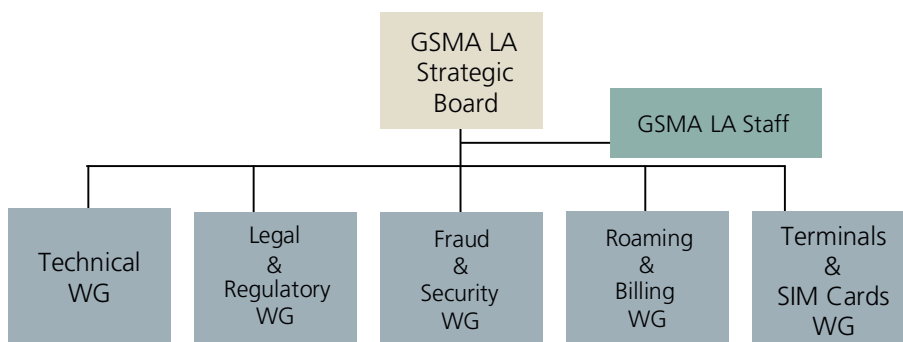 GSMA LA
Strategic
Board
GSMA LA Staff
Technical
WG
Legal
&
Regulatory
WG
Fraud
&
Security
WG
Roaming
&
Billing
WG
Terminals
&
SIM Cards
WG